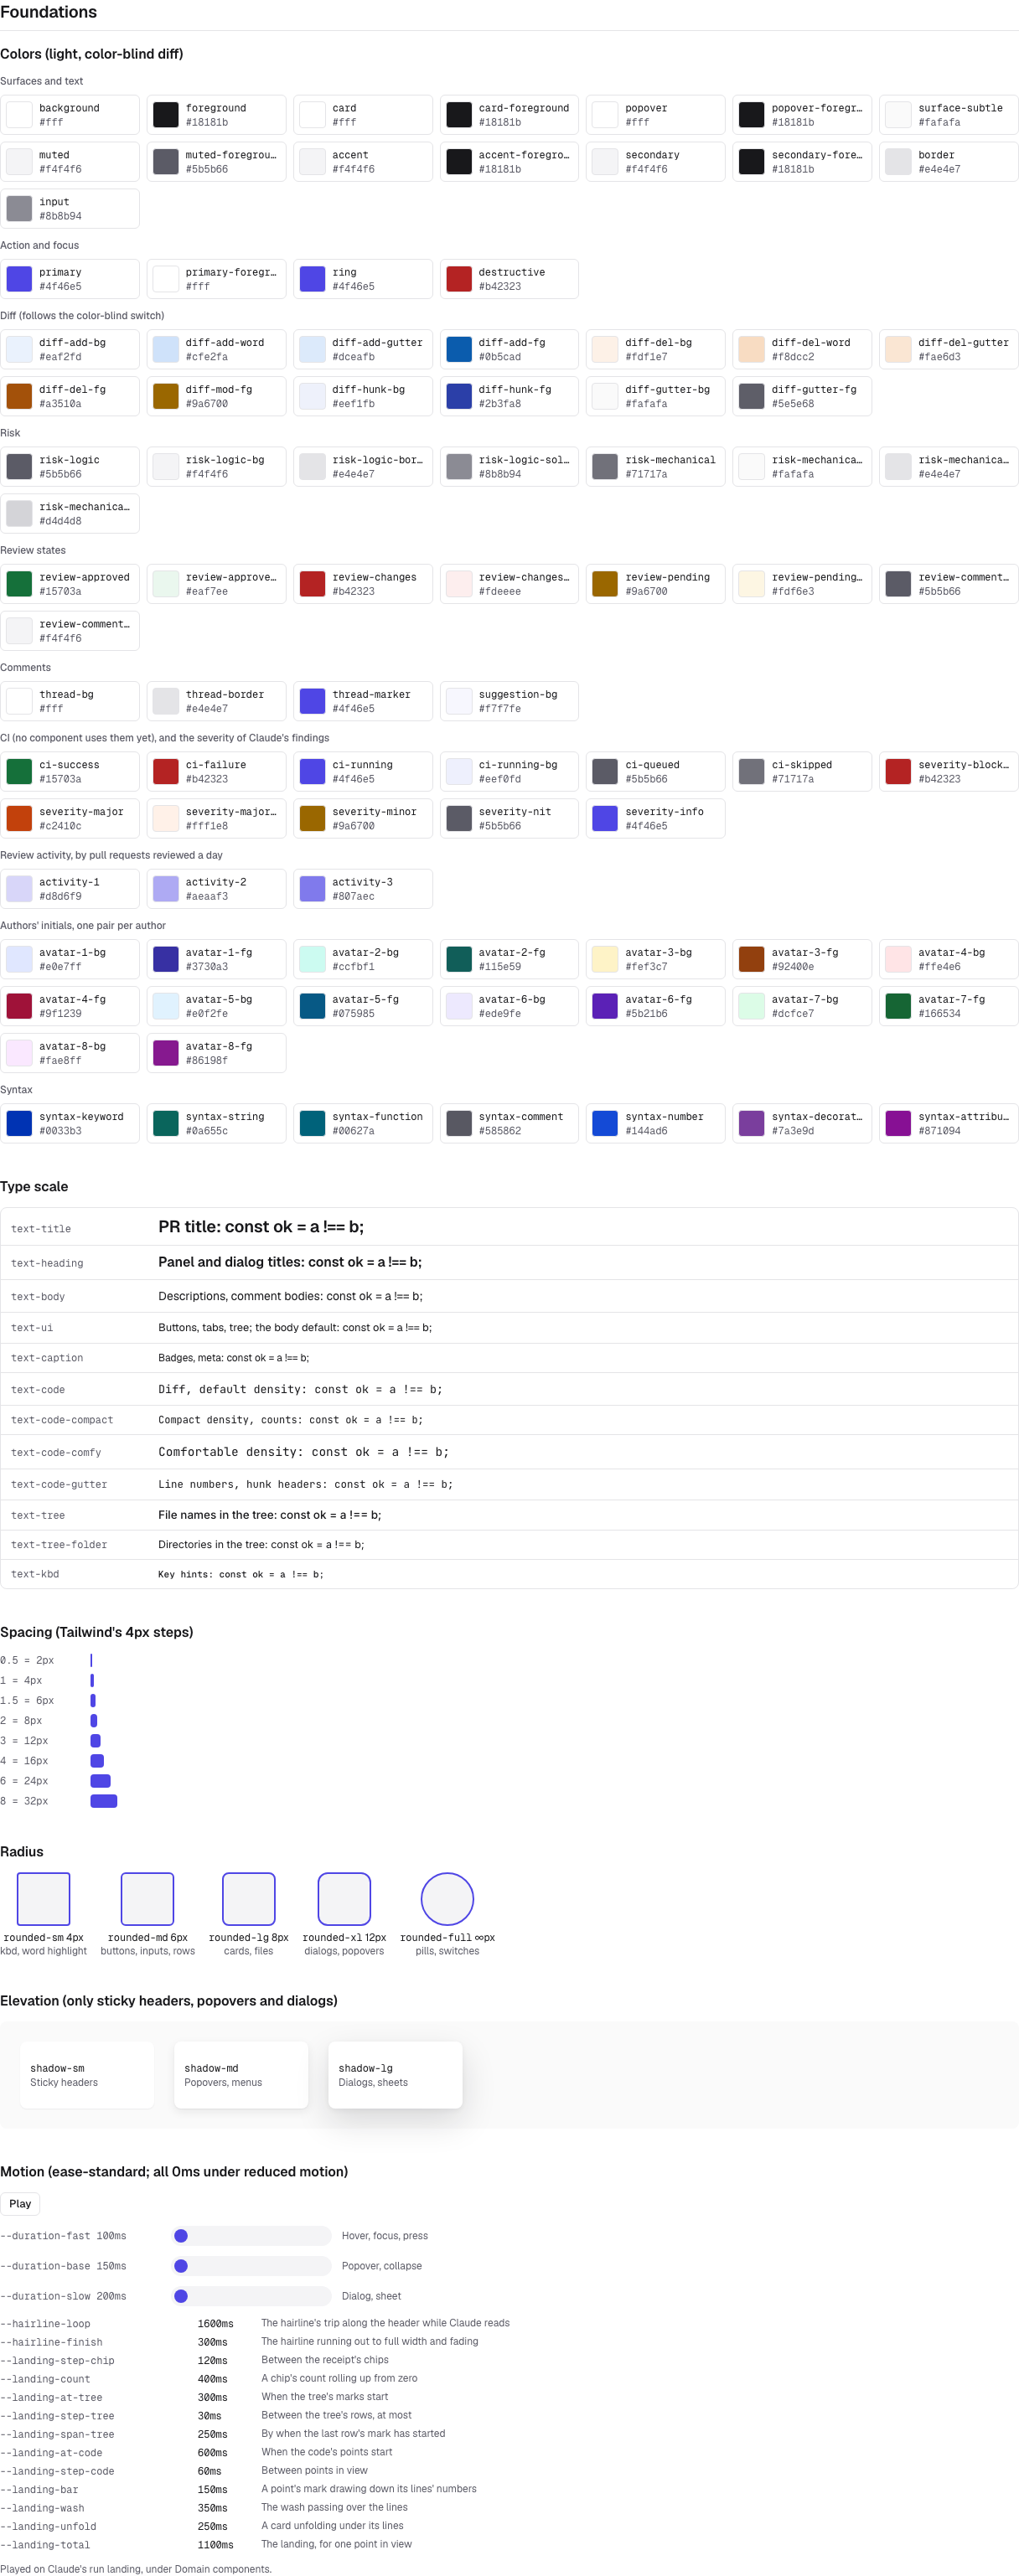 Foundations
Colors (light, color-blind diff)
Surfaces and text
background foreground card card-foreground popover popover-foregr… surface-subtle
#fff #18181b #fff #18181b #fff #18181b #fafafa
muted muted-foregrou… accent accent-foregro… secondary secondary-fore… border
#f4f4f6 #5b5b66 #f4f4f6 #18181b #f4f4f6 #18181b #e4e4e7
input
#8b8b94
Action and focus
primary primary-foregr… ring destructive
#4f46e5 #fff #4f46e5 #b42323
Diff (follows the color-blind switch)
diff-add-bg diff-add-word diff-add-gutter diff-add-fg diff-del-bg diff-del-word diff-del-gutter
#eaf2fd #cfe2fa #dceafb #0b5cad #fdf1e7 #f8dcc2 #fae6d3
diff-del-fg diff-mod-fg diff-hunk-bg diff-hunk-fg diff-gutter-bg diff-gutter-fg
#a3510a #9a6700 #eef1fb #2b3fa8 #fafafa #5e5e68
Risk
risk-logic risk-logic-bg risk-logic-bor… risk-logic-sol… risk-mechanical risk-mechanica… risk-mechanica…
#5b5b66 #f4f4f6 #e4e4e7 #8b8b94 #71717a #fafafa #e4e4e7
risk-mechanica…
#d4d4d8
Review states
review-approved review-approve… review-changes review-changes… review-pending review-pending… review-comment…
#15703a #eaf7ee #b42323 #fdeeee #9a6700 #fdf6e3 #5b5b66
review-comment…
#f4f4f6
Comments
thread-bg thread-border thread-marker suggestion-bg
#fff #e4e4e7 #4f46e5 #f7f7fe
CI (no component uses them yet), and the severity of Claude's findings
ci-success ci-failure ci-running ci-running-bg ci-queued ci-skipped severity-block…
#15703a #b42323 #4f46e5 #eef0fd #5b5b66 #71717a #b42323
severity-major severity-major… severity-minor severity-nit severity-info
#c2410c #fff1e8 #9a6700 #5b5b66 #4f46e5
Review activity, by pull requests reviewed a day
activity-1 activity-2 activity-3
#d8d6f9 #aeaaf3 #807aec
Authors' initials, one pair per author
avatar-1-bg avatar-1-fg avatar-2-bg avatar-2-fg avatar-3-bg avatar-3-fg avatar-4-bg
#e0e7ff #3730a3 #ccfbf1 #115e59 #fef3c7 #92400e #ffe4e6
avatar-4-fg avatar-5-bg avatar-5-fg avatar-6-bg avatar-6-fg avatar-7-bg avatar-7-fg
#9f1239 #e0f2fe #075985 #ede9fe #5b21b6 #dcfce7 #166534
avatar-8-bg avatar-8-fg
#fae8ff #86198f
Syntax
syntax-keyword syntax-string syntax-function syntax-comment syntax-number syntax-decorat… syntax-attribu…
#0033b3 #0a655c #00627a #585862 #144ad6 #7a3e9d #871094
Type scale
text-title PR title: const ok = a !== b;
text-heading Panel and dialog titles: const ok = a !== b;
text-body Descriptions, comment bodies: const ok = a !== b;
text-ui Buttons, tabs, tree; the body default: const ok = a !== b;
text-caption Badges, meta: const ok = a !== b;
text-code Diff, default density: const ok = a !== b;
text-code-compact Compact density, counts: const ok = a !== b;
text-code-comfy Comfortable density: const ok = a !== b;
text-code-gutter Line numbers, hunk headers: const ok = a !== b;
text-tree File names in the tree: const ok = a !== b;
text-tree-folder Directories in the tree: const ok = a !== b;
text-kbd Key hints: const ok = a !== b;
Spacing (Tailwind's 4px steps)
0.5 = 2px
1 = 4px
1.5 = 6px
2 = 8px
3 = 12px
4 = 16px
6 = 24px
8 = 32px
Radius
rounded-sm 4px rounded-md 6px rounded-lg 8px rounded-xl 12px rounded-full ∞px
kbd, word highlight buttons, inputs, rows cards, files dialogs, popovers pills, switches
Elevation (only sticky headers, popovers and dialogs)
shadow-sm shadow-md shadow-lg
Sticky headers Popovers, menus Dialogs, sheets
Motion (ease-standard; all 0ms under reduced motion)
Play
--duration-fast 100ms Hover, focus, press
--duration-base 150ms Popover, collapse
--duration-slow 200ms Dialog, sheet
--hairline-loop 1600ms The hairline's trip along the header while Claude reads
--hairline-finish 300ms The hairline running out to full width and fading
--landing-step-chip 120ms Between the receipt's chips
--landing-count 400ms A chip's count rolling up from zero
--landing-at-tree 300ms When the tree's marks start
--landing-step-tree 30ms Between the tree's rows, at most
--landing-span-tree 250ms By when the last row's mark has started
--landing-at-code 600ms When the code's points start
--landing-step-code 60ms Between points in view
--landing-bar 150ms A point's mark drawing down its lines' numbers
--landing-wash 350ms The wash passing over the lines
--landing-unfold 250ms A card unfolding under its lines
--landing-total 1100ms The landing, for one point in view
Played on Claude's run landing, under Domain components.